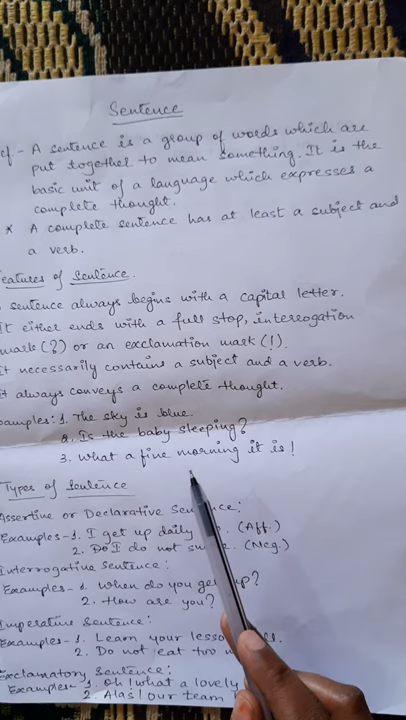 Sentence
ef:- A sentence is a group of words which are
put together to mean something. It is the
basic unit of a language which expresses a
complete thought.
* A complete sentence has at least a subject and
a verb.
eatures of Sentence.
sentence always begins with a capital letter.
It either ends with a full stop, interrogation
mark (?) or an exclamation mark (!).
It necessarily contains a subject and a verb.
It always conveys a complete thought.
xamples: 1. The sky is blue.
2. Is the baby sleeping?
3. What a fine morning it is!
Types of Sentence
Assertive or Declarative Sentence:
Examples- 1. I get up daily (Aff.)
2. Do I do not (Neg.)
Interrogative Sentence:
Examples- 1. When do you get up?
2. How are you?
Imperative Sentence:
Examples- 1. Learn your
2. Do not eat too
Exclamatory Sentence:
Examples- 1. Oh! what a lovely
2. Alas! Our team